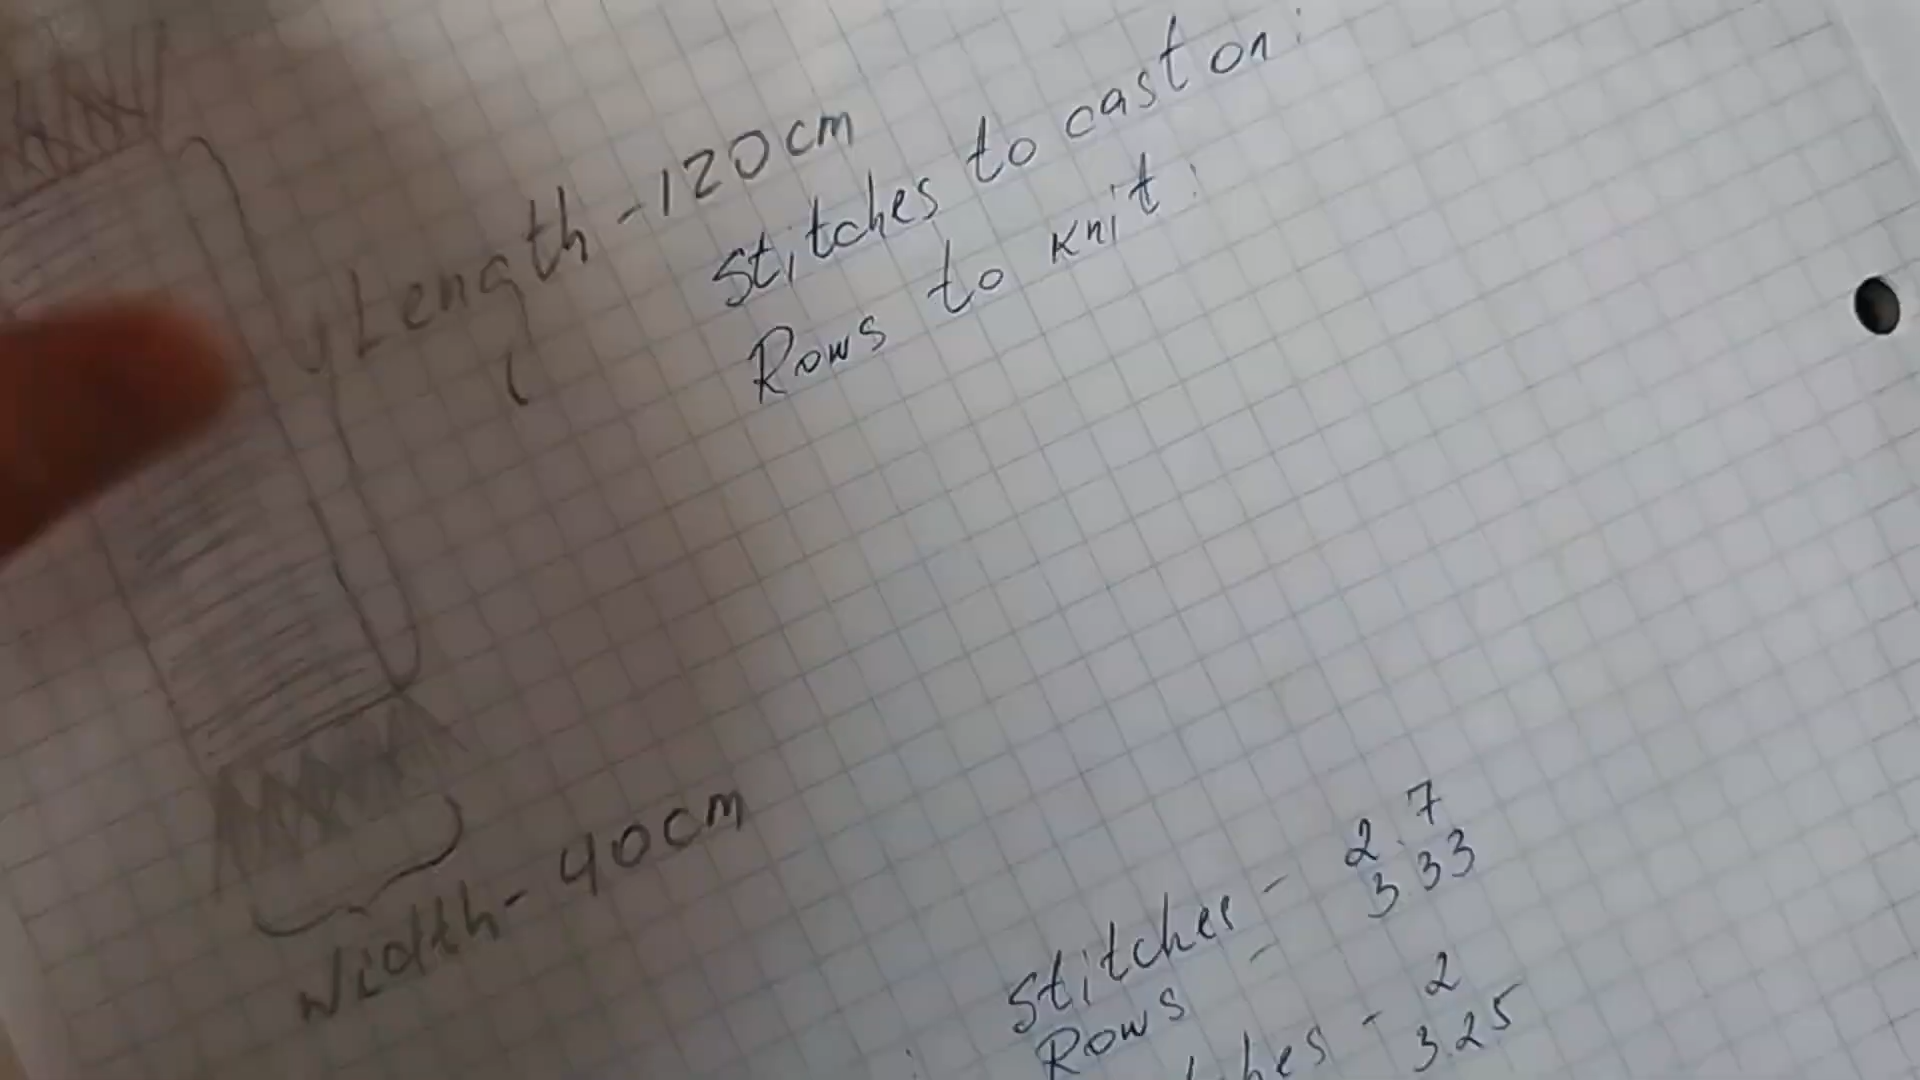 Length - 120cm
Stitches to cast on:
Rows to knit:
Width - 40cm
Stitches - 2.7
Rows - 3.33
- 2
3.25